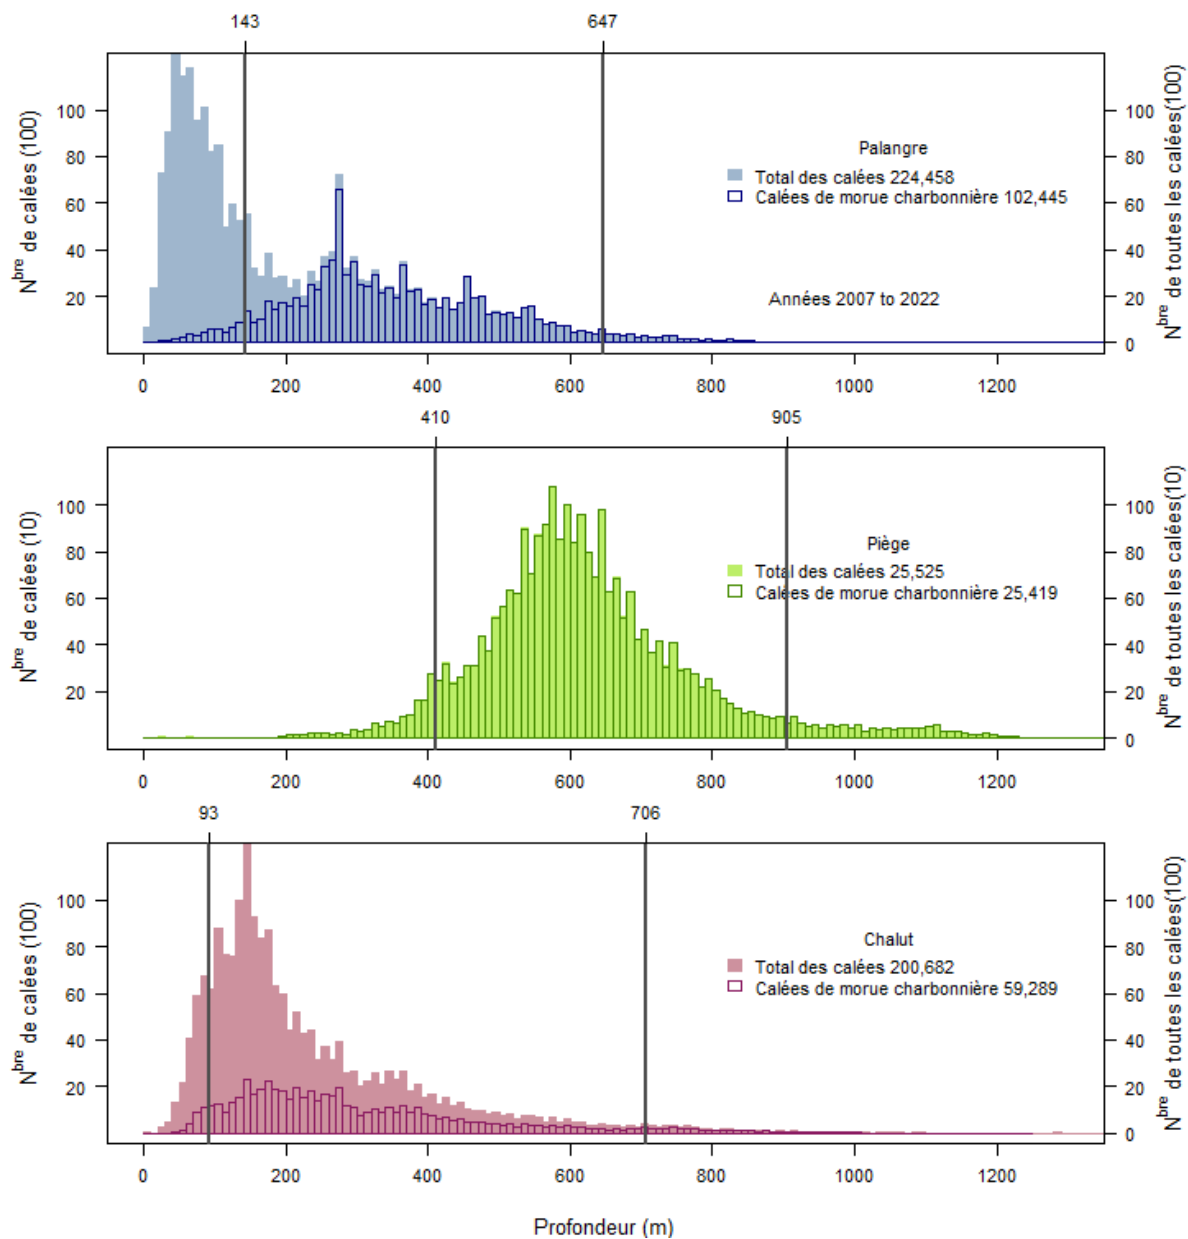 143 647
N^bre de calées (100)
100
80
60
40
20
Palangre
Total des calées 224,458
Calées de morue charbonnière 102,445
Années 2007 to 2022
100
80
60
40
20
0
N^bre de toutes les calées(100)
0 200 400 600 800 1000 1200
410 905
N^bre de calées (10)
100
80
60
40
20
Piège
Total des calées 25,525
Calées de morue charbonnière 25,419
100
80
60
40
20
0
N^bre de toutes les calées(10)
0 200 400 600 800 1000 1200
93 706
N^bre de calées (100)
100
80
60
40
20
Chalut
Total des calées 200,682
Calées de morue charbonnière 59,289
100
80
60
40
20
0
N^bre de toutes les calées(100)
0 200 400 600 800 1000 1200
Profondeur (m)